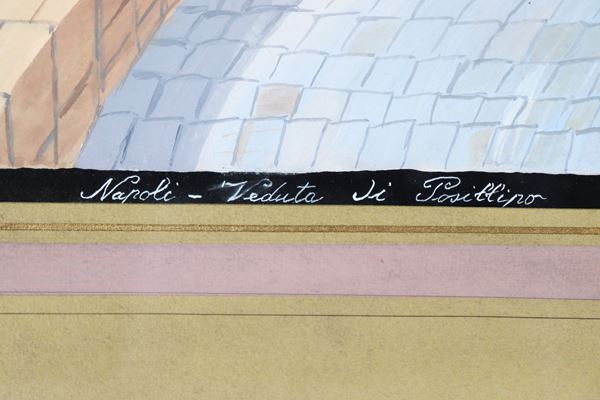 Napoli - Veduta di Posillipo